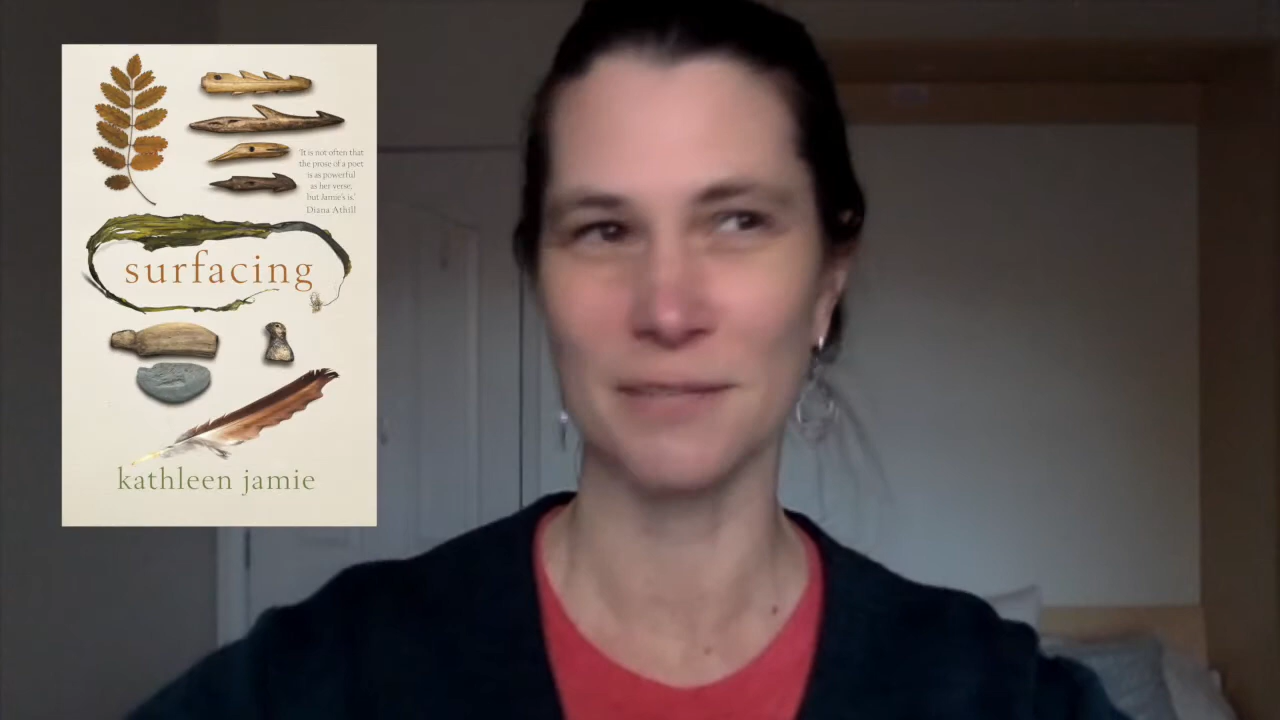 'It is not often that
the prose of a poet
is as powerful
as her verse,
but Jamie's is.'
Diana Athill
surfacing
kathleen jamie